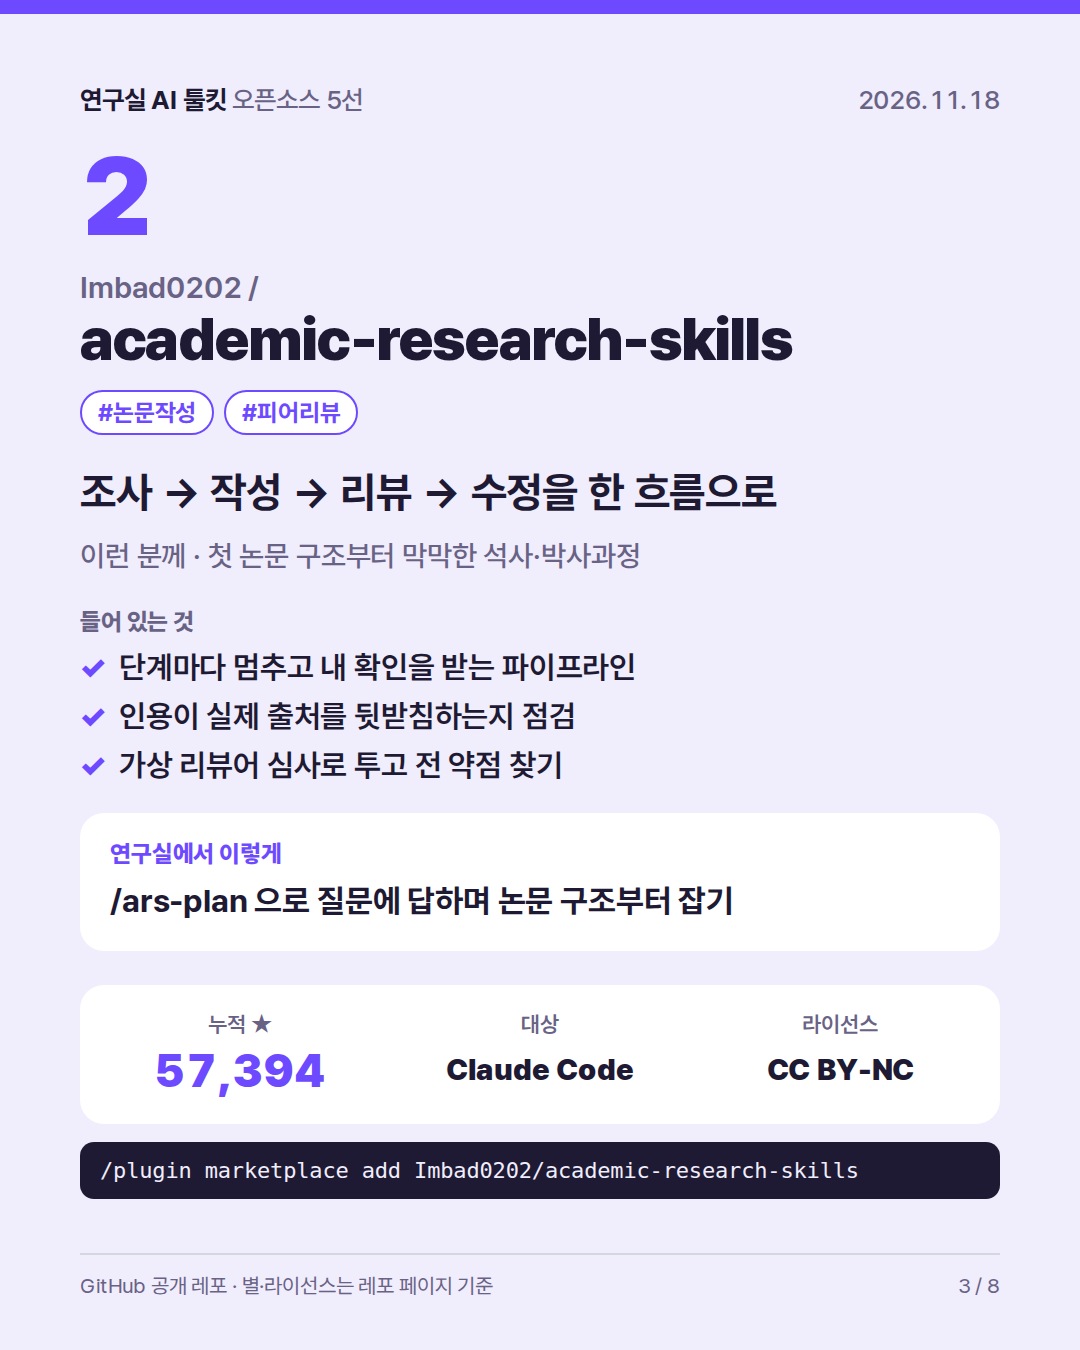 연구실 AI 툴킷 오픈소스 5선
2026.11.18
2
Imbad0202 /
academic-research-skills
#논문작성 #피어리뷰
조사 → 작성 → 리뷰 → 수정을 한 흐름으로
이런 분께 · 첫 논문 구조부터 막막한 석사·박사과정
들어 있는 것
✓ 단계마다 멈추고 내 확인을 받는 파이프라인
✓ 인용이 실제 출처를 뒷받침하는지 점검
✓ 가상 리뷰어 심사로 투고 전 약점 찾기
연구실에서 이렇게
/ars-plan 으로 질문에 답하며 논문 구조부터 잡기
누적 ★ 대상 라이선스
57,394 Claude Code CC BY-NC
/plugin marketplace add Imbad0202/academic-research-skills
GitHub 공개 레포 · 별·라이선스는 레포 페이지 기준
3 / 8